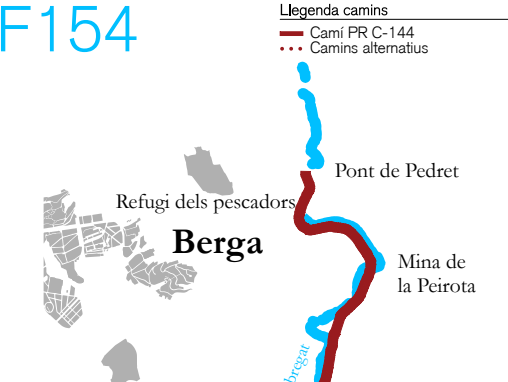 F154
Llegenda camins
Camí PR C-144
Camins alternatius
Pont de Pedret
Refugi dels pescadors
Berga
Mina de
la Peirota
bregat